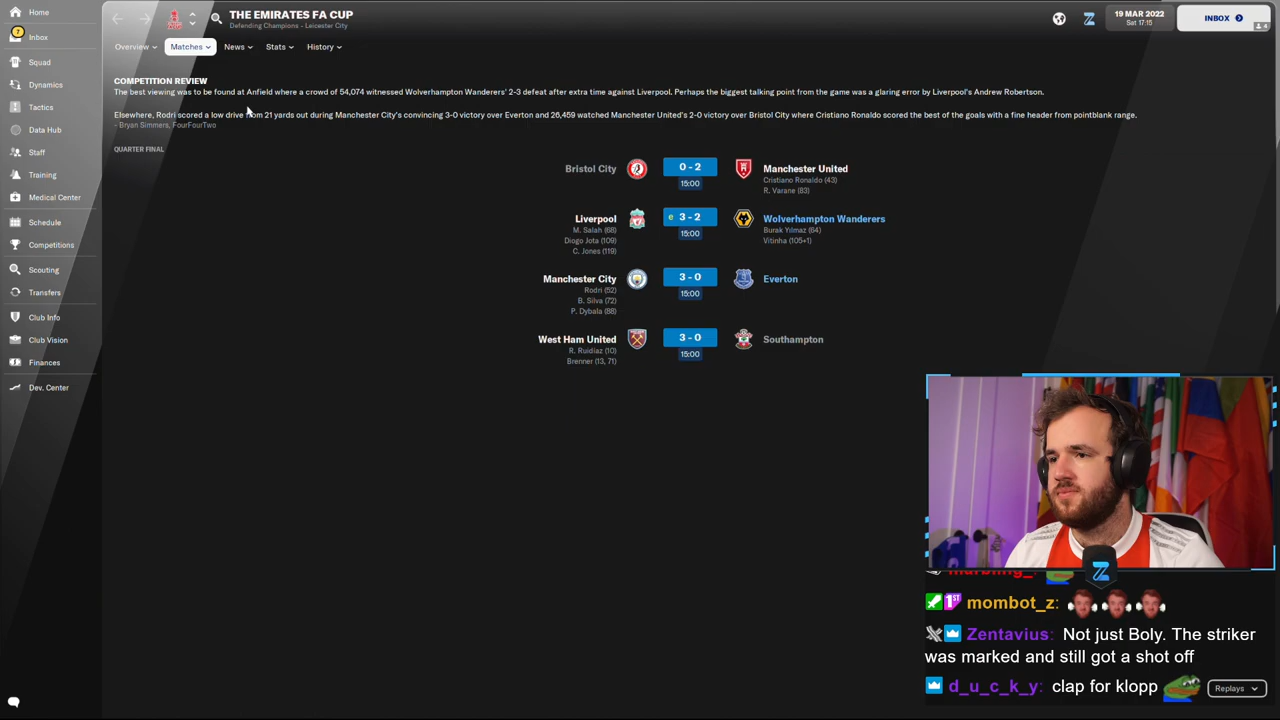 Home
7
Inbox
Squad
Dynamics
Tactics
Data Hub
Staff
Training
Medical Center
Schedule
Competitions
Scouting
Transfers
Club Info
Club Vision
Finances
Dev. Center
THE EMIRATES FA CUP
Defending Champions - Leicester City
19 MAR 2022
Sat 17:15
INBOX
4
Overview
Matches
News
Stats
History
COMPETITION REVIEW
The best viewing was to be found at Anfield where a crowd of 54,074 witnessed Wolverhampton Wanderers' 2-3 defeat after extra time against Liverpool. Perhaps the biggest talking point from the game was a glaring error by Liverpool's Andrew Robertson.
Elsewhere, Rodri scored a low drive from 21 yards out during Manchester City's convincing 3-0 victory over Everton and 26,459 watched Manchester United's 2-0 victory over Bristol City where Cristiano Ronaldo scored the best of the goals with a fine header from pointblank range.
- Bryan Simmers, FourFourTwo
QUARTER FINAL
Bristol City 0 - 2 Manchester United
15:00
Cristiano Ronaldo (43)
R. Varane (83)
Liverpool e 3 - 2 Wolverhampton Wanderers
15:00
M. Salah (68)
Diogo Jota (109)
C. Jones (119)
Burak Yılmaz (64)
Vitinha (105+1)
Manchester City 3 - 0 Everton
15:00
Rodri (52)
B. Silva (72)
P. Dybala (88)
West Ham United 3 - 0 Southampton
15:00
R. Ruidíaz (10)
Brenner (13, 71)
1ST mombot_z:
Zentavius: Not just Boly. The striker
was marked and still got a shot off
d_u_c_k_y: clap for klopp
Replays